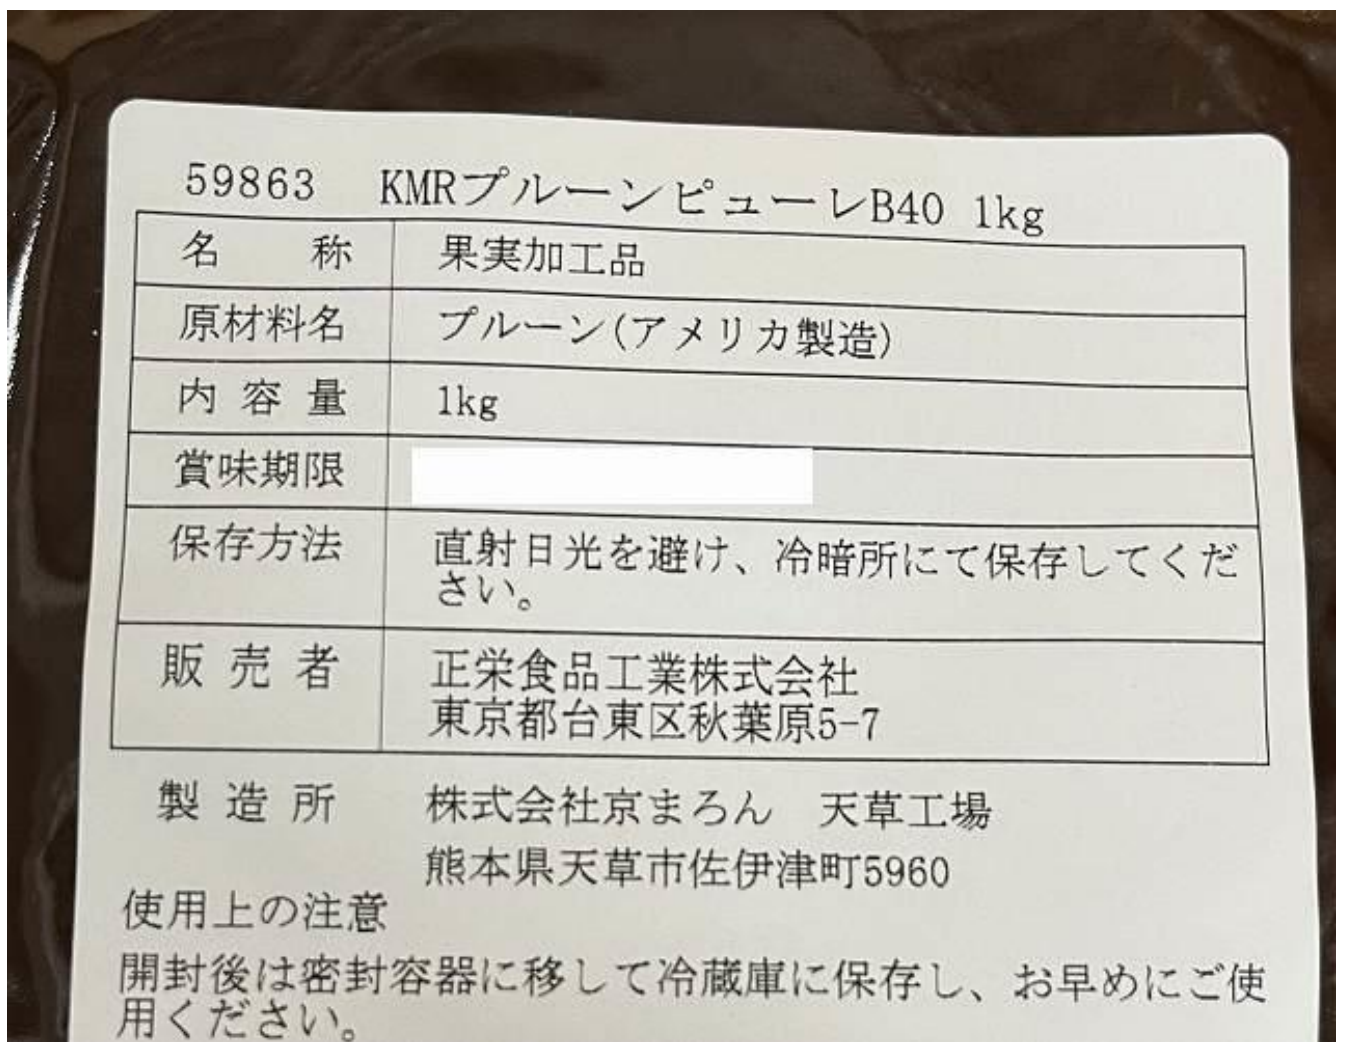 59863 KMRプルーンピューレB40 1kg
名 称 果実加工品
原材料名 プルーン(アメリカ製造)
内 容 量 1kg
賞味期限
保存方法 直射日光を避け、冷暗所にて保存してくだ
さい。
販 売 者 正栄食品工業株式会社
東京都台東区秋葉原5-7
製 造 所 株式会社京まろん 天草工場
熊本県天草市佐伊津町5960
使用上の注意
開封後は密封容器に移して冷蔵庫に保存し、お早めにご使
用ください。